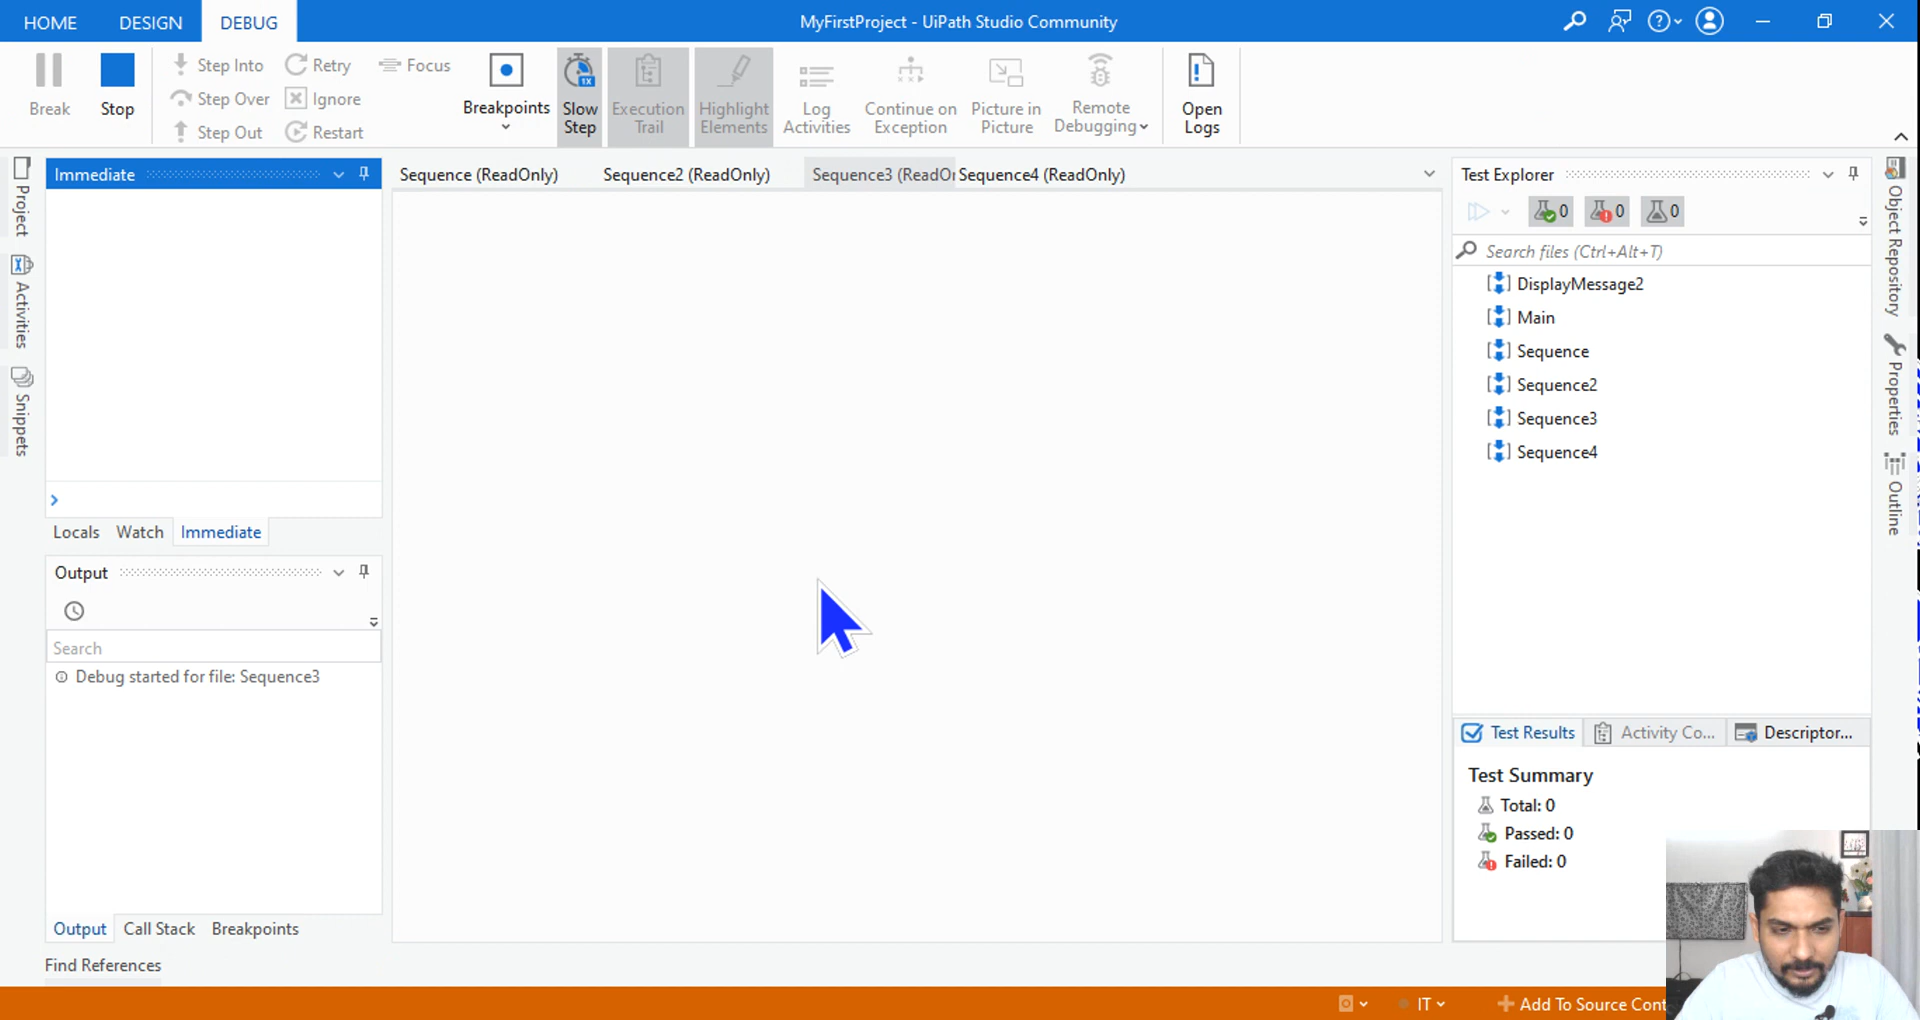 HOME DESIGN DEBUG MyFirstProject - UiPath Studio Community
Break
Stop
Step Into
Step Over
Step Out
Retry
Ignore
Restart
Focus
Breakpoints
1X
Slow
Step
Execution
Trail
Highlight
Elements
Log
Activities
Continue on
Exception
Picture in
Picture
Remote
Debugging
Open
Logs
Project
Activities
Snippets
Immediate
Locals Watch Immediate
Output
Search
Debug started for file: Sequence3
Output Call Stack Breakpoints
Find References
Sequence (ReadOnly) Sequence2 (ReadOnly) Sequence3 (ReadOn Sequence4 (ReadOnly)
Test Explorer
0 0 0
Search files (Ctrl+Alt+T)
DisplayMessage2
Main
Sequence
Sequence2
Sequence3
Sequence4
Test Results Activity Co... Descriptor...
Test Summary
Total: 0
Passed: 0
Failed: 0
Object Repository
Properties
Outline
IT Add To Source Cont